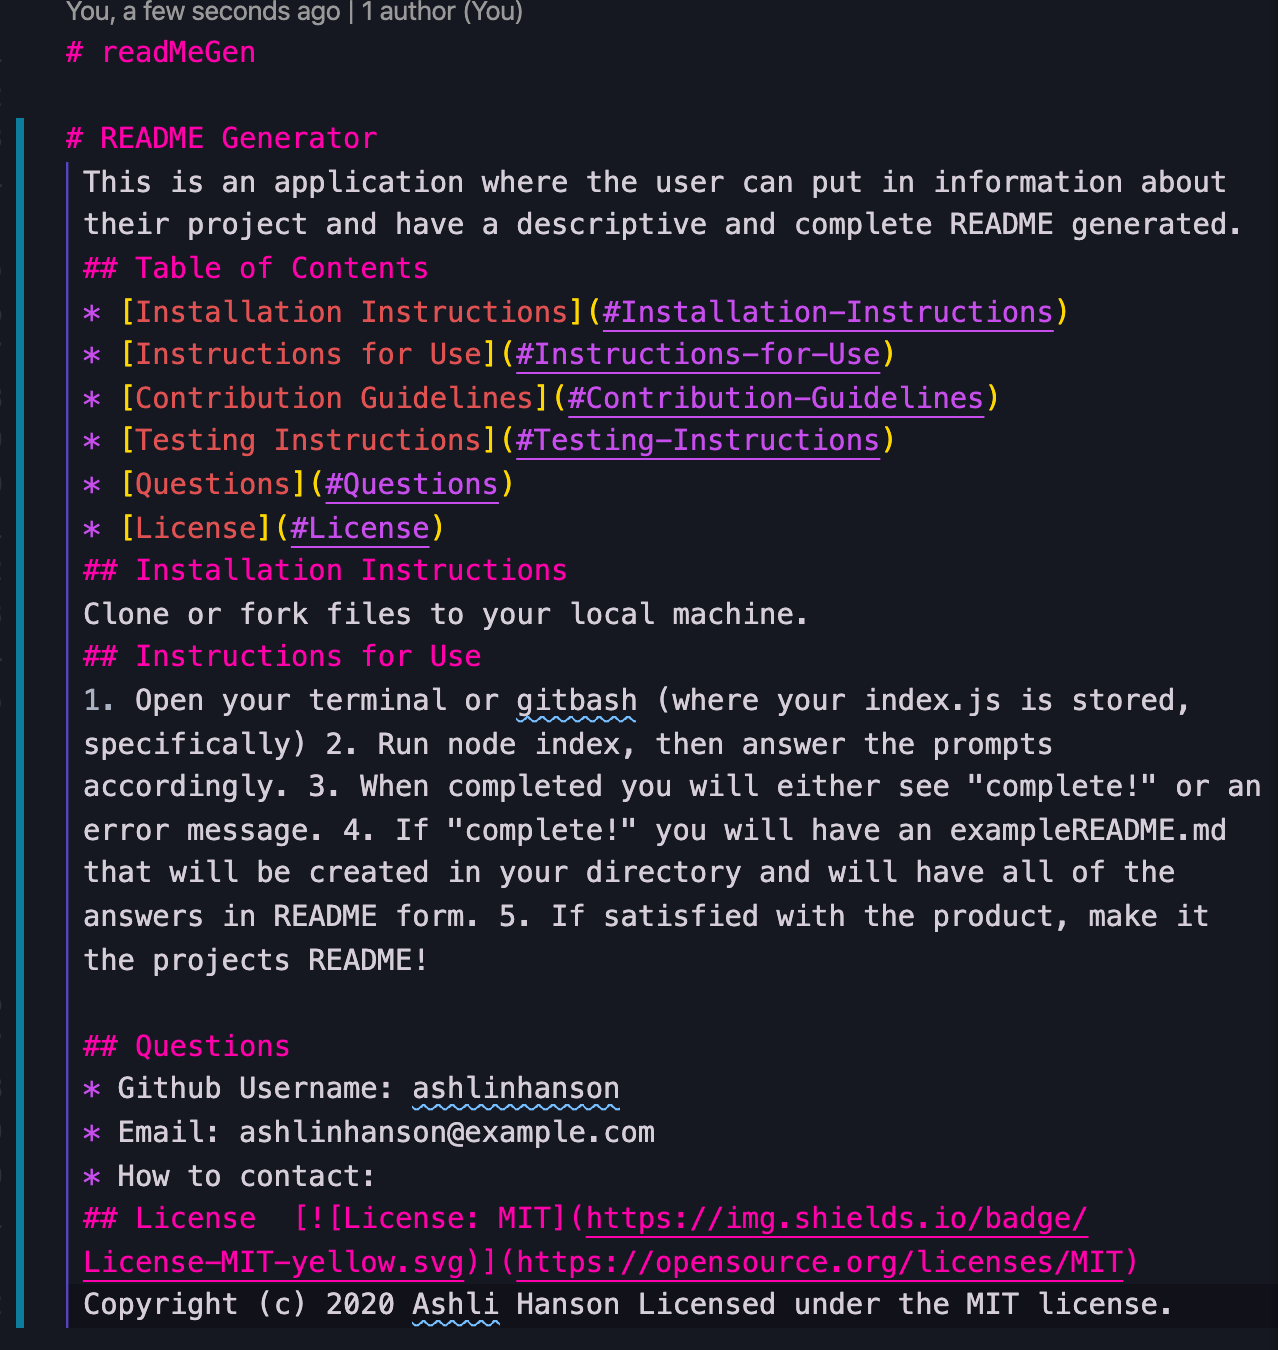 You, a few seconds ago | 1 author (You)
# readMeGen
# README Generator
This is an application where the user can put in information about
their project and have a descriptive and complete README generated.
## Table of Contents
* [Installation Instructions](#Installation-Instructions)
* [Instructions for Use](#Instructions-for-Use)
* [Contribution Guidelines](#Contribution-Guidelines)
* [Testing Instructions](#Testing-Instructions)
* [Questions](#Questions)
* [License](#License)
## Installation Instructions
Clone or fork files to your local machine.
## Instructions for Use
1. Open your terminal or gitbash (where your index.js is stored,
specifically) 2. Run node index, then answer the prompts
accordingly. 3. When completed you will either see "complete!" or an
error message. 4. If "complete!" you will have an exampleREADME.md
that will be created in your directory and will have all of the
answers in README form. 5. If satisfied with the product, make it
the projects README!
## Questions
* Github Username: ashlinhanson
* Email: ashlinhanson@example.com
* How to contact:
## License  [![License: MIT](https://img.shields.io/badge/
License-MIT-yellow.svg)](https://opensource.org/licenses/MIT)
Copyright (c) 2020 Ashli Hanson Licensed under the MIT license.